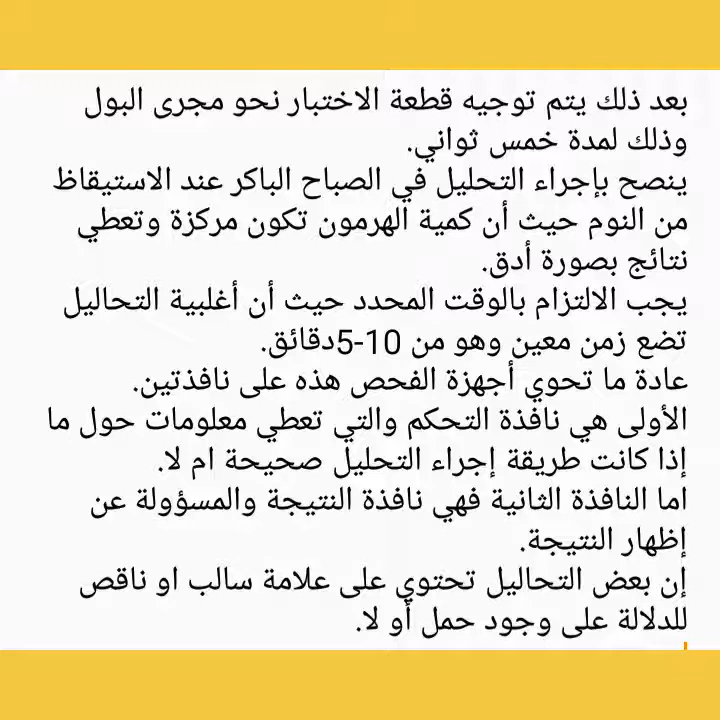 بعد ذلك يتم توجيه قطعة الاختبار نحو مجرى البول
وذلك لمدة خمس ثواني.
ينصح بإجراء التحليل في الصباح الباكر عند الاستيقاظ
من النوم حيث أن كمية الهرمون تكون مركزة وتعطي
نتائج بصورة أدق.
يجب الالتزام بالوقت المحدد حيث أن أغلبية التحاليل
تضع زمن معين وهو من 10-5دقائق.
عادة ما تحوي أجهزة الفحص هذه على نافذتين.
الأولى هي نافذة التحكم والتي تعطي معلومات حول ما
إذا كانت طريقة إجراء التحليل صحيحة ام لا.
اما النافذة الثانية فهي نافذة النتيجة والمسؤولة عن
إظهار النتيجة.
إن بعض التحاليل تحتوي على علامة سالب او ناقص
للدلالة على وجود حمل أو لا.